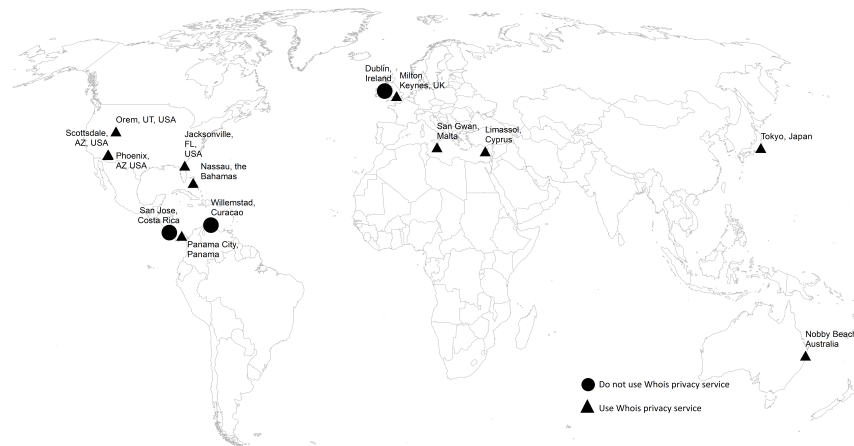 Dublin,
Ireland
Milton
Keynes, UK
Orem, UT, USA
Scottsdale,
AZ, USA
Phoenix,
AZ USA
Jacksonville,
FL,
USA
Nassau, the
Bahamas
San Gwan,
Malta
Limassol,
Cyprus
Tokyo, Japan
San Jose,
Costa Rica
Willemstad,
Curacao
Panama City,
Panama
Nobby Beach
Australia
Do not use Whois privacy service
Use Whois privacy service